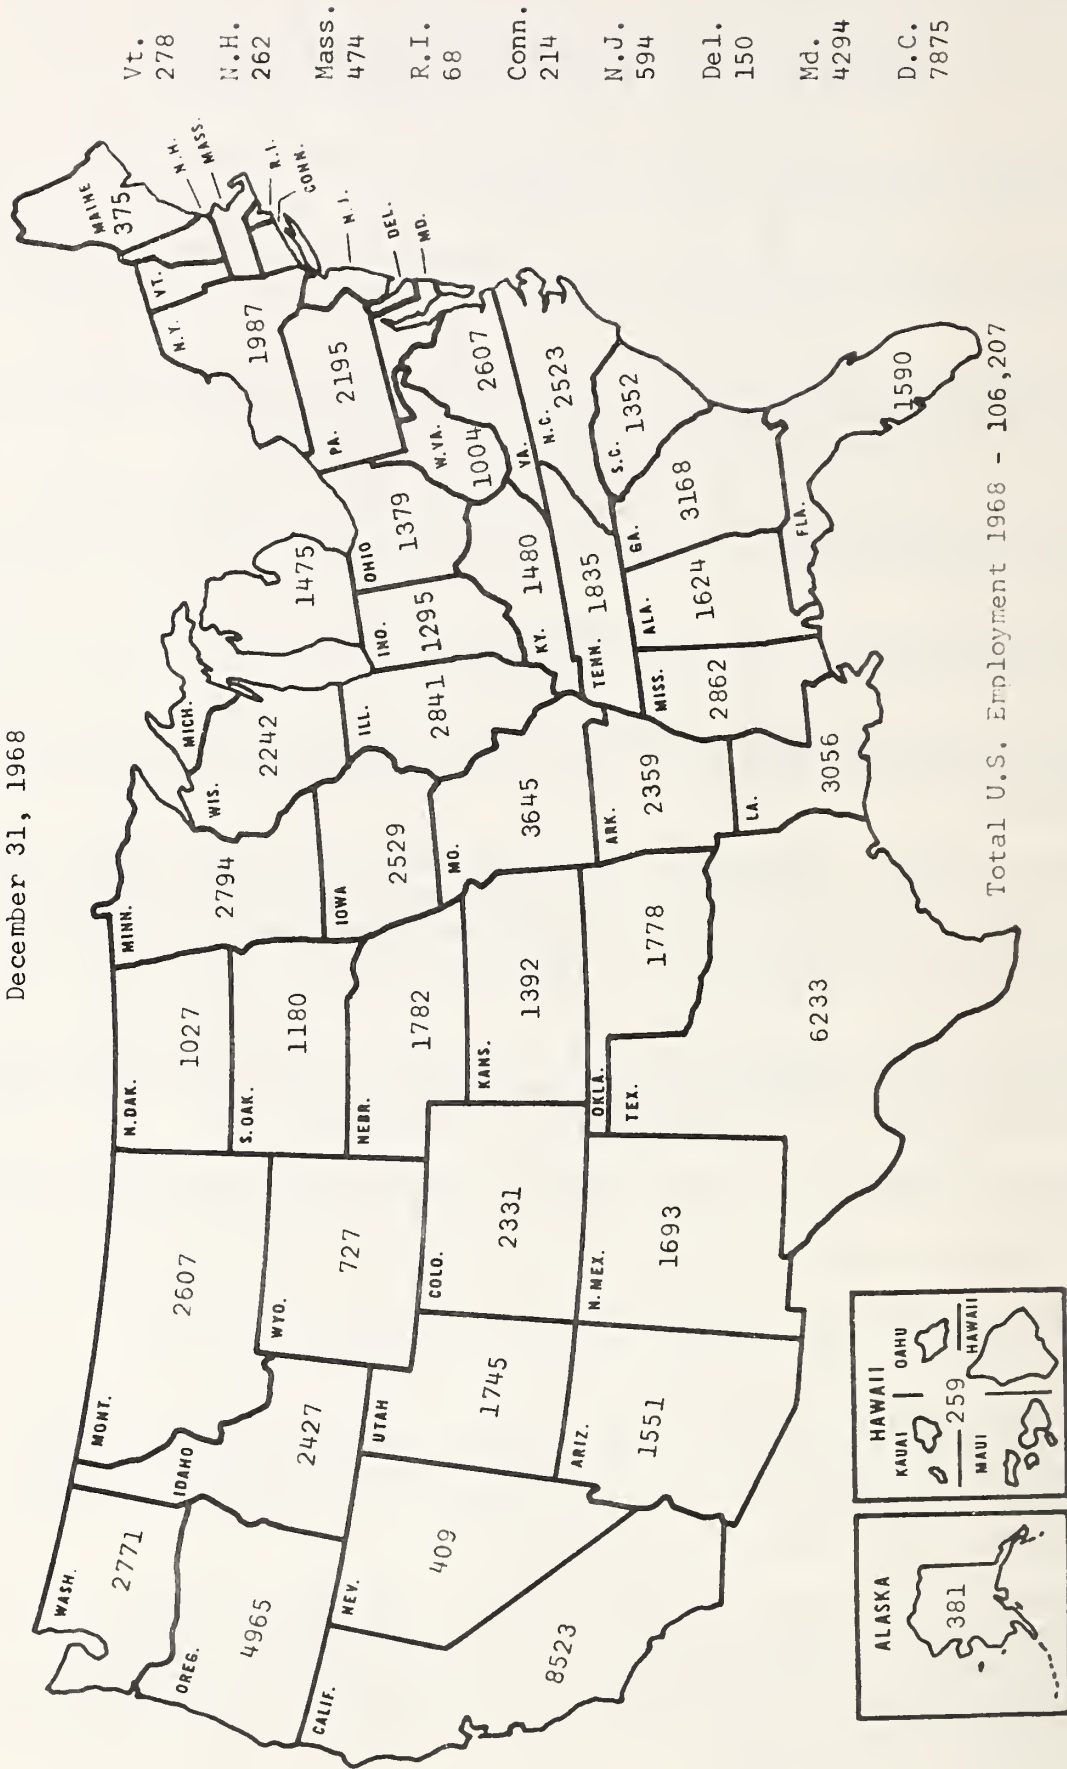 December 31, 1968
WASH.
2771
OREG.
4965
CALIF.
8523
NEV.
409
IDAHO
2427
MONT.
2607
WYO.
727
UTAH
1745
ARIZ.
1551
COLO.
2331
N. MEX.
1693
N. DAK.
1027
S. DAK.
1180
NEBR.
1782
KANS.
1392
OKLA.
1778
TEX.
6233
MINN.
2794
IOWA
2529
MO.
3645
ARK.
2359
LA.
3056
WIS.
2242
MICH.
1475
ILL.
2841
IND.
1295
OHIO
1379
KY.
1480
TENN.
1835
MISS.
2862
ALA.
1624
GA.
3168
FLA.
1590
S.C.
1352
N.C.
2523
VA.
2607
W.VA.
1004
PA.
2195
N.Y.
1987
VT.
MAINE
375
N.H.
MASS.
R.I.
CONN.
N.J.
DEL.
MD.
Vt.
278
N.H.
262
Mass.
474
R.I.
68
Conn.
214
N.J.
594
Del.
150
Md.
4294
D.C.
7875
ALASKA
381
HAWAII
KAUAI
OAHU
259
MAUI
HAWAII
Total U.S. Employment 1968 - 106,207